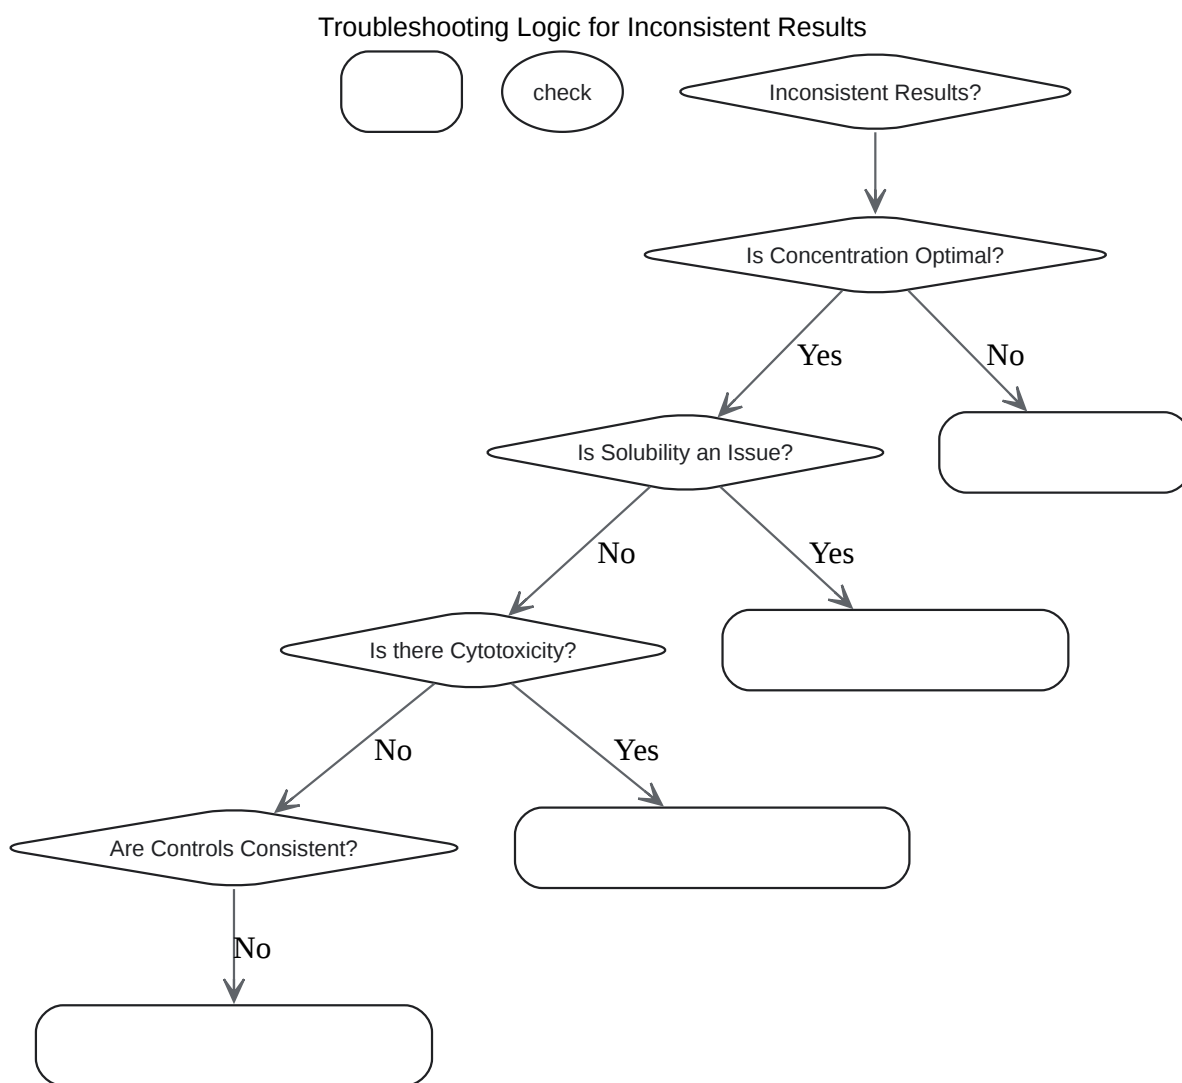 Troubleshooting Logic for Inconsistent Results
check
Inconsistent Results?
Is Concentration Optimal?
Yes
No
Is Solubility an Issue?
No
Yes
Is there Cytotoxicity?
No
Yes
Are Controls Consistent?
No